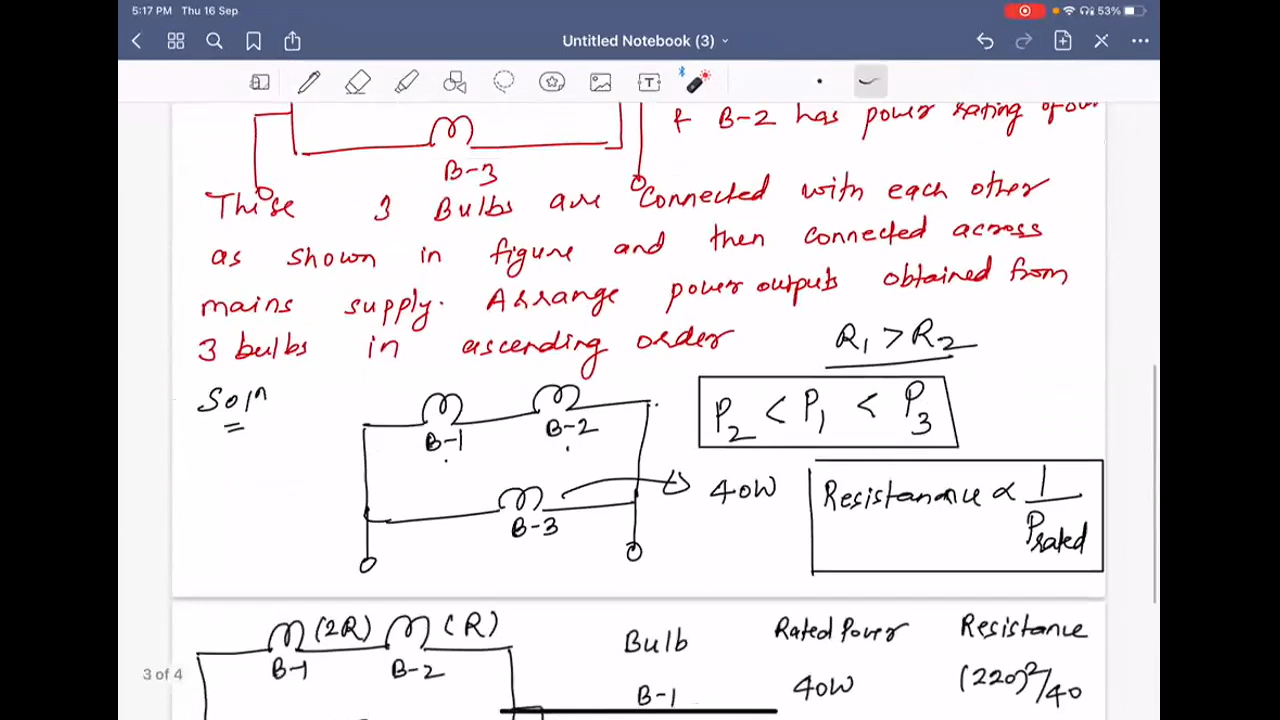 5:17 PM Thu 16 Sep
53%
Untitled Notebook (3)
& B-2 has power rating of
B-3
These 3 Bulbs are connected with each other
as shown in figure and then connected across
mains supply. Arrange power outputs obtained from
3 bulbs in ascending order
R1 > R2
Soln
B-1 B-2
P2 < P1 < P3
B-3
40W
Resistanance ∝ 1/Prated
(2R) (R)
B-1 B-2
Bulb Rated Power Resistance
B-1 40W (220)²/40
3 of 4